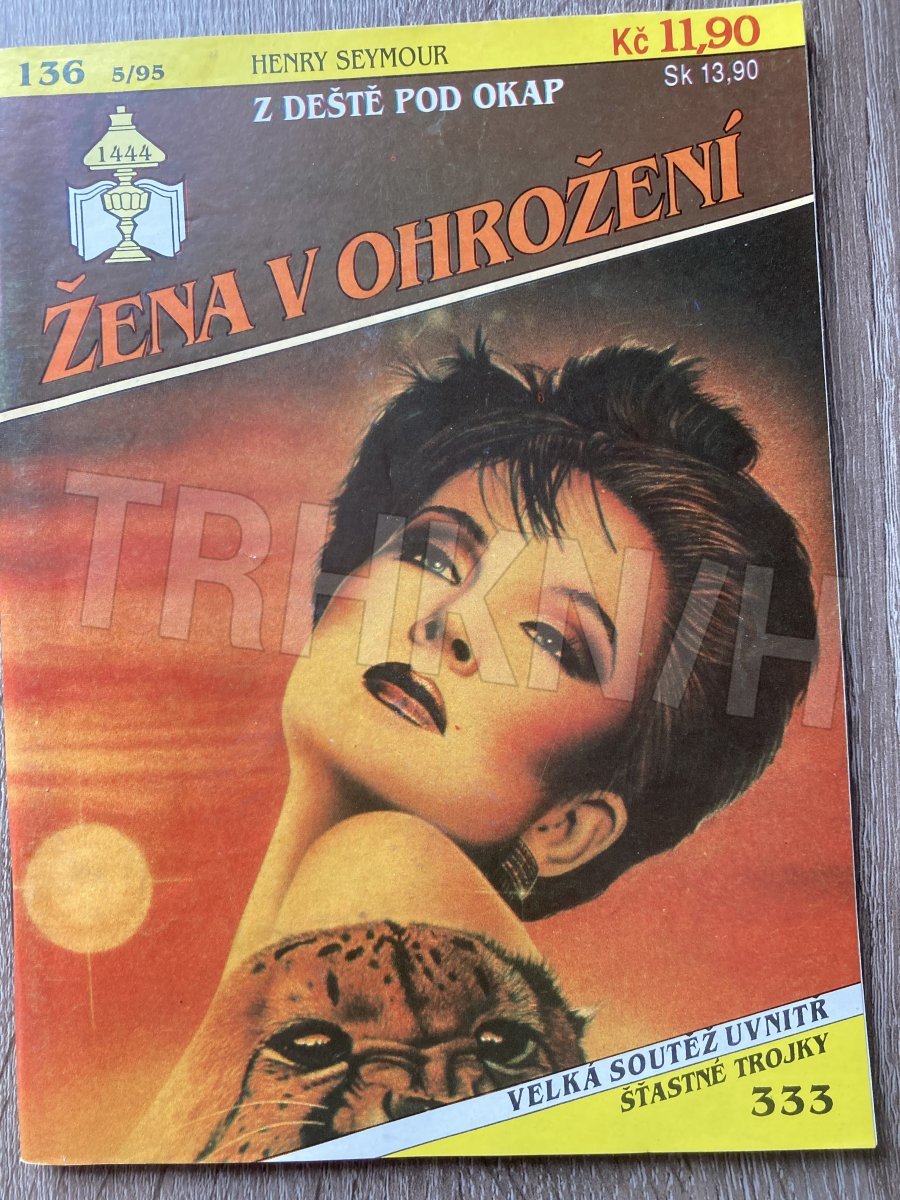 136 5/95 HENRY SEYMOUR Kč 11,90
Z DEŠTĚ POD OKAP Sk 13,90
1444
ŽENA V OHROŽENÍ
TRHKN/H
VELKÁ SOUTĚŽ UVNITŘ
ŠŤASTNÉ TROJKY
333